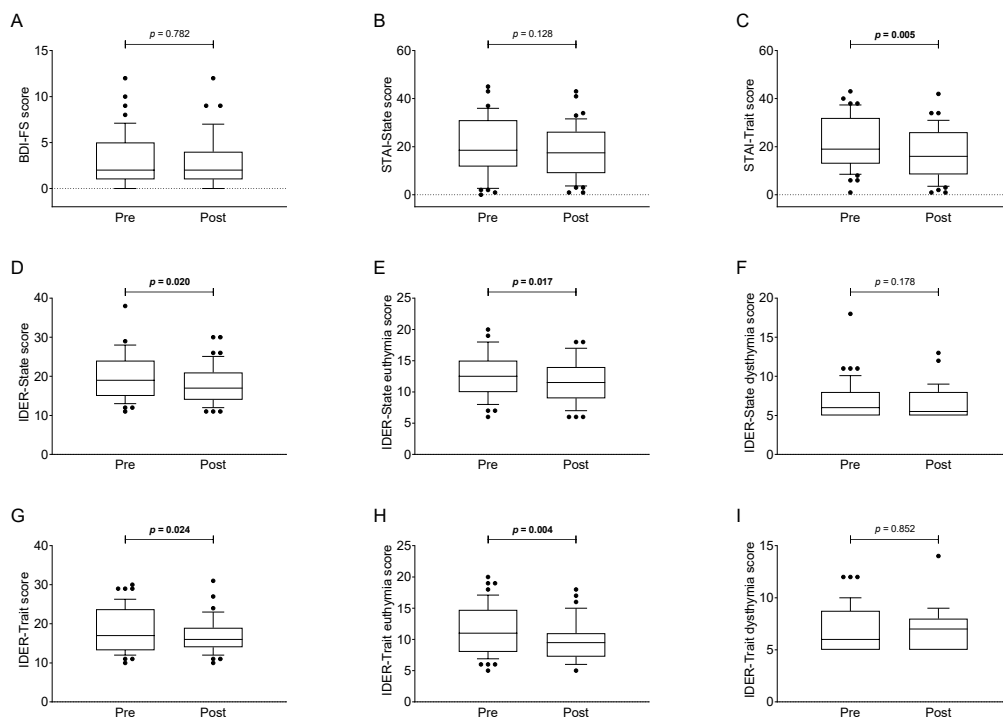 A
p = 0.782
BDI-FS score
15
10
5
0
Pre Post
B
p = 0.128
STAI-State score
60
40
20
0
Pre Post
C
p = 0.005
STAI-Trait score
60
40
20
0
Pre Post
D
p = 0.020
IDER-State score
40
30
20
10
0
Pre Post
E
p = 0.017
IDER-State euthymia score
25
20
15
10
5
0
Pre Post
F
p = 0.178
IDER-State dysthymia score
20
15
10
5
0
Pre Post
G
p = 0.024
IDER-Trait score
40
30
20
10
0
Pre Post
H
p = 0.004
IDER-Trait euthymia score
25
20
15
10
5
0
Pre Post
I
p = 0.852
IDER-Trait dysthymia score
15
10
5
0
Pre Post